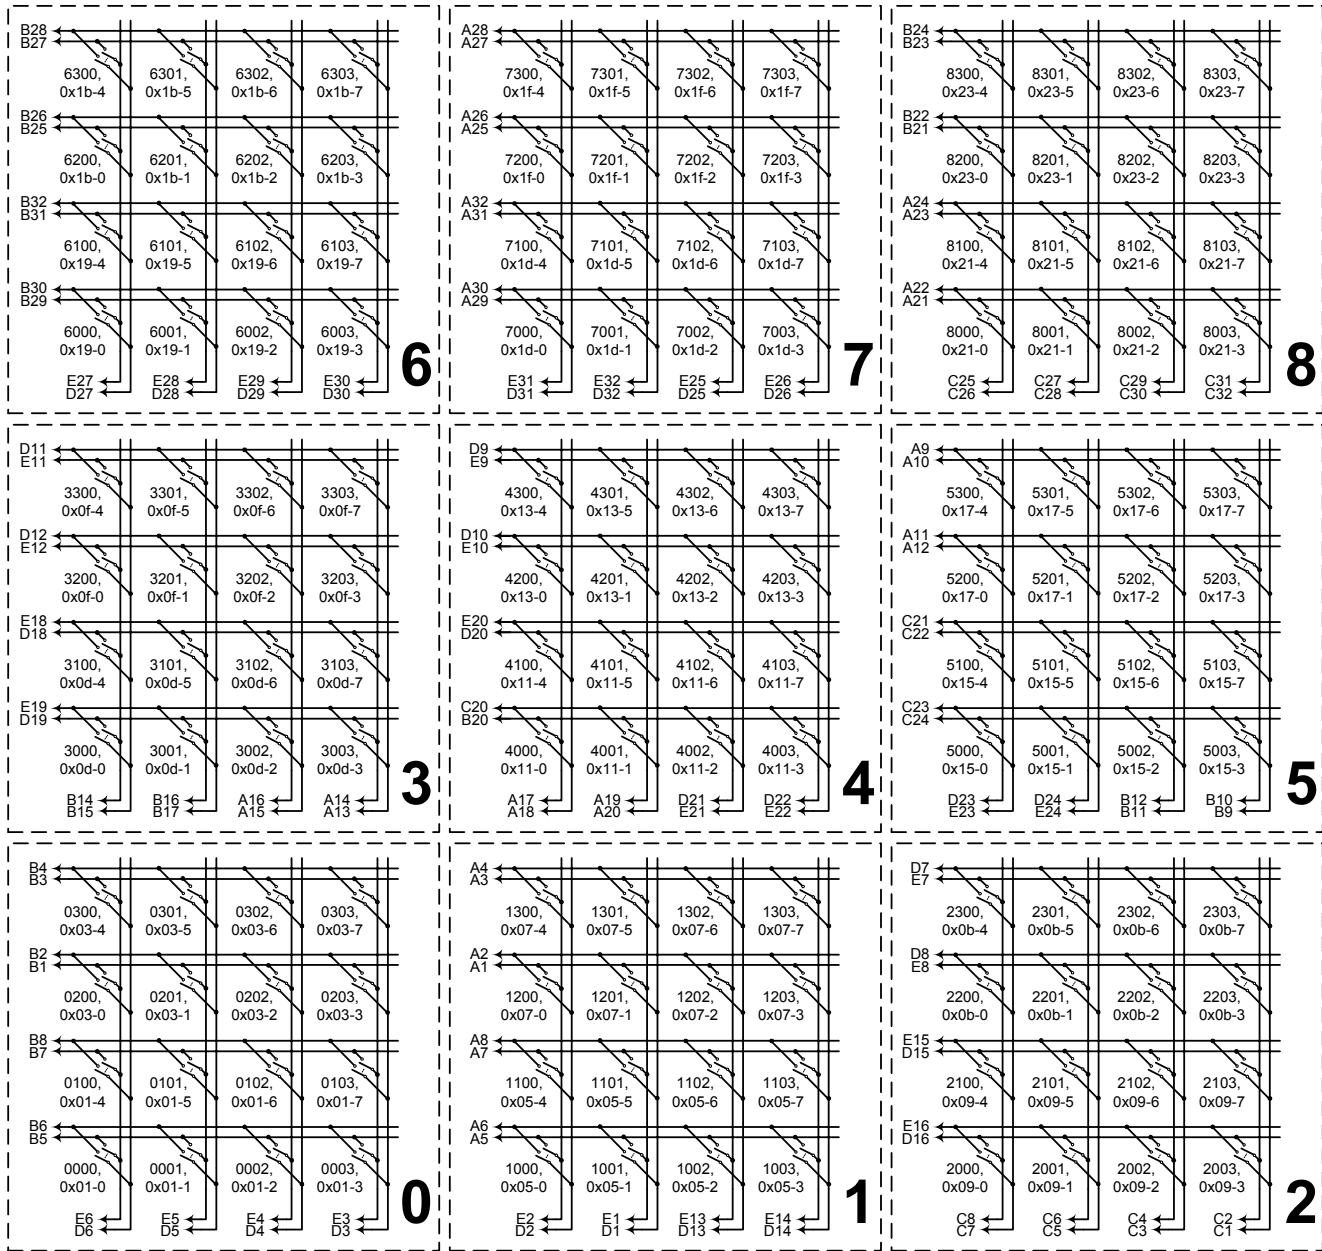 B28
B27
6300, 6301, 6302, 6303,
0x1b-4 0x1b-5 0x1b-6 0x1b-7
B26
B25
6200, 6201, 6202, 6203,
0x1b-0 0x1b-1 0x1b-2 0x1b-3
B32
B31
6100, 6101, 6102, 6103,
0x19-4 0x19-5 0x19-6 0x19-7
B30
B29
6000, 6001, 6002, 6003,
0x19-0 0x19-1 0x19-2 0x19-3
6
E27 E28 E29 E30
D27 D28 D29 D30
A28
A27
7300, 7301, 7302, 7303,
0x1f-4 0x1f-5 0x1f-6 0x1f-7
A26
A25
7200, 7201, 7202, 7203,
0x1f-0 0x1f-1 0x1f-2 0x1f-3
A32
A31
7100, 7101, 7102, 7103,
0x1d-4 0x1d-5 0x1d-6 0x1d-7
A30
A29
7000, 7001, 7002, 7003,
0x1d-0 0x1d-1 0x1d-2 0x1d-3
7
E31 E32 E25 E26
D31 D32 D25 D26
B24
B23
8300, 8301, 8302, 8303,
0x23-4 0x23-5 0x23-6 0x23-7
B22
B21
8200, 8201, 8202, 8203,
0x23-0 0x23-1 0x23-2 0x23-3
A24
A23
8100, 8101, 8102, 8103,
0x21-4 0x21-5 0x21-6 0x21-7
A22
A21
8000, 8001, 8002, 8003,
0x21-0 0x21-1 0x21-2 0x21-3
8
C25 C27 C29 C31
C26 C28 C30 C32
D11
E11
3300, 3301, 3302, 3303,
0x0f-4 0x0f-5 0x0f-6 0x0f-7
D12
E12
3200, 3201, 3202, 3203,
0x0f-0 0x0f-1 0x0f-2 0x0f-3
E18
D18
3100, 3101, 3102, 3103,
0x0d-4 0x0d-5 0x0d-6 0x0d-7
E19
D19
3000, 3001, 3002, 3003,
0x0d-0 0x0d-1 0x0d-2 0x0d-3
3
B14 B16 A16 A14
B15 B17 A15 A13
D9
E9
4300, 4301, 4302, 4303,
0x13-4 0x13-5 0x13-6 0x13-7
D10
E10
4200, 4201, 4202, 4203,
0x13-0 0x13-1 0x13-2 0x13-3
E20
D20
4100, 4101, 4102, 4103,
0x11-4 0x11-5 0x11-6 0x11-7
C20
B20
4000, 4001, 4002, 4003,
0x11-0 0x11-1 0x11-2 0x11-3
4
A17 A19 D21 D22
A18 A20 E21 E22
A9
A10
5300, 5301, 5302, 5303,
0x17-4 0x17-5 0x17-6 0x17-7
A11
A12
5200, 5201, 5202, 5203,
0x17-0 0x17-1 0x17-2 0x17-3
C21
C22
5100, 5101, 5102, 5103,
0x15-4 0x15-5 0x15-6 0x15-7
C23
C24
5000, 5001, 5002, 5003,
0x15-0 0x15-1 0x15-2 0x15-3
5
D23 D24 B12 B10
E23 E24 B11 B9
B4
B3
0300, 0301, 0302, 0303,
0x03-4 0x03-5 0x03-6 0x03-7
B2
B1
0200, 0201, 0202, 0203,
0x03-0 0x03-1 0x03-2 0x03-3
B8
B7
0100, 0101, 0102, 0103,
0x01-4 0x01-5 0x01-6 0x01-7
B6
B5
0000, 0001, 0002, 0003,
0x01-0 0x01-1 0x01-2 0x01-3
0
E6 E5 E4 E3
D6 D5 D4 D3
A4
A3
1300, 1301, 1302, 1303,
0x07-4 0x07-5 0x07-6 0x07-7
A2
A1
1200, 1201, 1202, 1203,
0x07-0 0x07-1 0x07-2 0x07-3
A8
A7
1100, 1101, 1102, 1103,
0x05-4 0x05-5 0x05-6 0x05-7
A6
A5
1000, 1001, 1002, 1003,
0x05-0 0x05-1 0x05-2 0x05-3
1
E2 E1 E13 E14
D2 D1 D13 D14
D7
E7
2300, 2301, 2302, 2303,
0x0b-4 0x0b-5 0x0b-6 0x0b-7
D8
E8
2200, 2201, 2202, 2203,
0x0b-0 0x0b-1 0x0b-2 0x0b-3
E15
D15
2100, 2101, 2102, 2103,
0x09-4 0x09-5 0x09-6 0x09-7
E16
D16
2000, 2001, 2002, 2003,
0x09-0 0x09-1 0x09-2 0x09-3
2
C8 C6 C4 C2
C7 C5 C3 C1